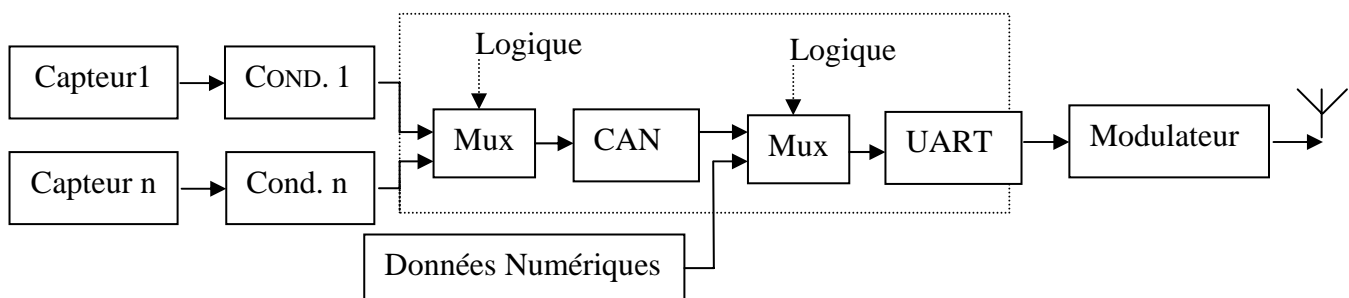 Logique
Logique
Capteur1
COND. 1
Mux
CAN
Mux
UART
Modulateur
Capteur n
Cond. n
Données Numériques